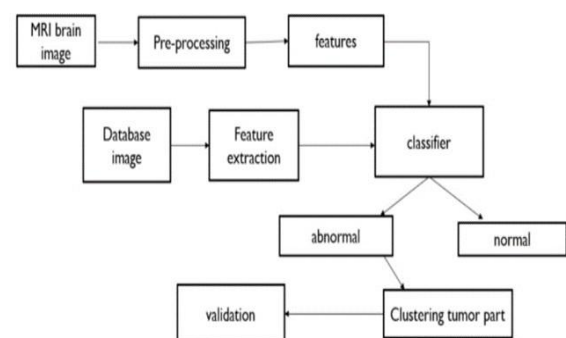 MRI brain
image
Pre-processing
features
Database
image
Feature
extraction
classifier
abnormal
normal
validation
Clustering tumor part